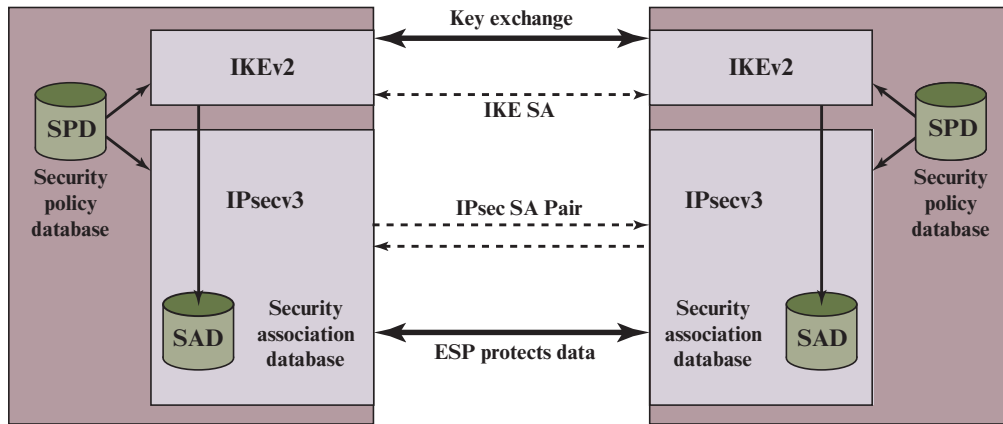 Key exchange
IKEv2
IKEv2
IKE SA
SPD
SPD
Security
policy
database
Security
policy
database
IPsecv3
IPsecv3
IPsec SA Pair
SAD
Security
association
database
Security
association
database
SAD
ESP protects data